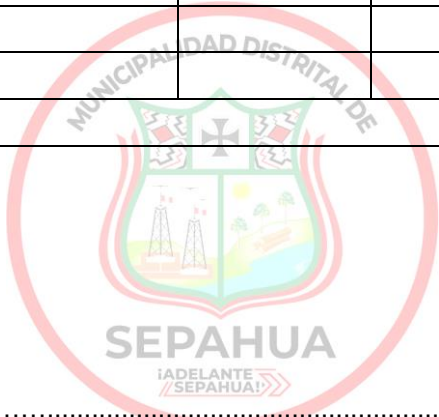 MUNICIPALIDAD DISTRITAL DE
SEPAHUA
¡ADELANTE
SEPAHUA!
........................................................